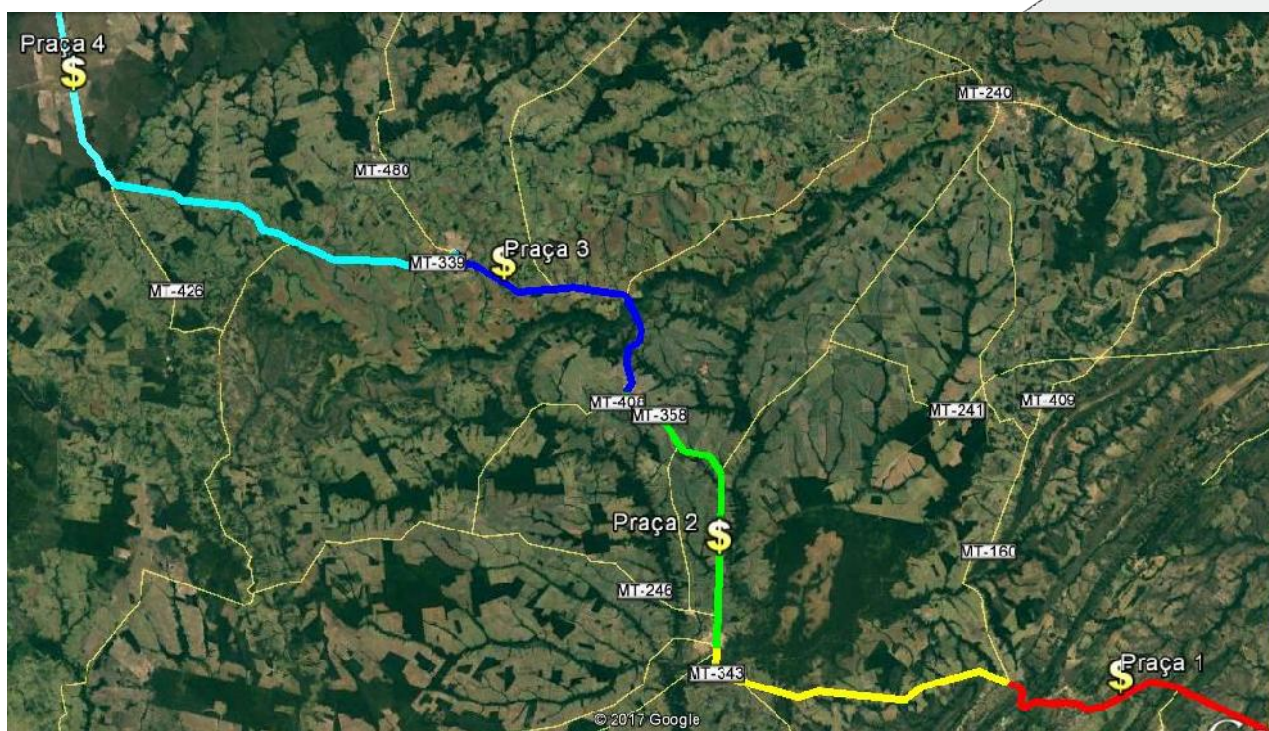 Praça 4
$
MT-240
MT-480
Praça 3
$
MT-339
MT-426
MT-408
MT-358
MT-241
MT-409
Praça 2
$
MT-160
MT-246
Praça 1
$
MT-343
© 2017 Google